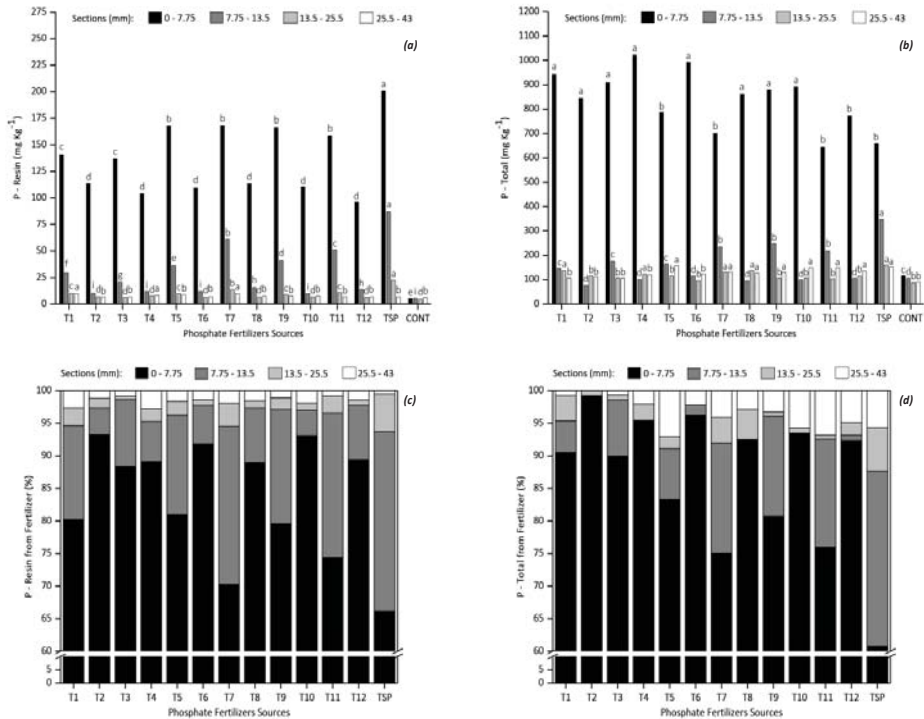 Sections (mm): 0 - 7.75 7.75 - 13.5 13.5 - 25.5 25.5 - 43
(a)
275
250
225
200
175
150
125
100
75
50
25
0
P - Resin (mg Kg⁻¹)
T1 T2 T3 T4 T5 T6 T7 T8 T9 T10 T11 T12 TSP CONT
Phosphate Fertilizers Sources
Sections (mm): 0 - 7.75 7.75 - 13.5 13.5 - 25.5 25.5 - 43
(b)
1200
1100
1000
900
800
700
600
500
400
300
200
100
0
P - Total (mg Kg⁻¹)
T1 T2 T3 T4 T5 T6 T7 T8 T9 T10 T11 T12 TSP CONT
Phosphate Fertilizers Sources
Sections (mm): 0 - 7.75 7.75 - 13.5 13.5 - 25.5 25.5 - 43
(c)
100
95
90
85
80
75
70
65
60
5
0
P - Resin from Fertilizer (%)
T1 T2 T3 T4 T5 T6 T7 T8 T9 T10 T11 T12 TSP
Phosphate Fertilizers Sources
Sections (mm): 0 - 7.75 7.75 - 13.5 13.5 - 25.5 25.5 - 43
(d)
100
95
90
85
80
75
70
65
60
5
0
P - Total from Fertilizer (%)
T1 T2 T3 T4 T5 T6 T7 T8 T9 T10 T11 T12 TSP
Phosphate Fertilizers Sources